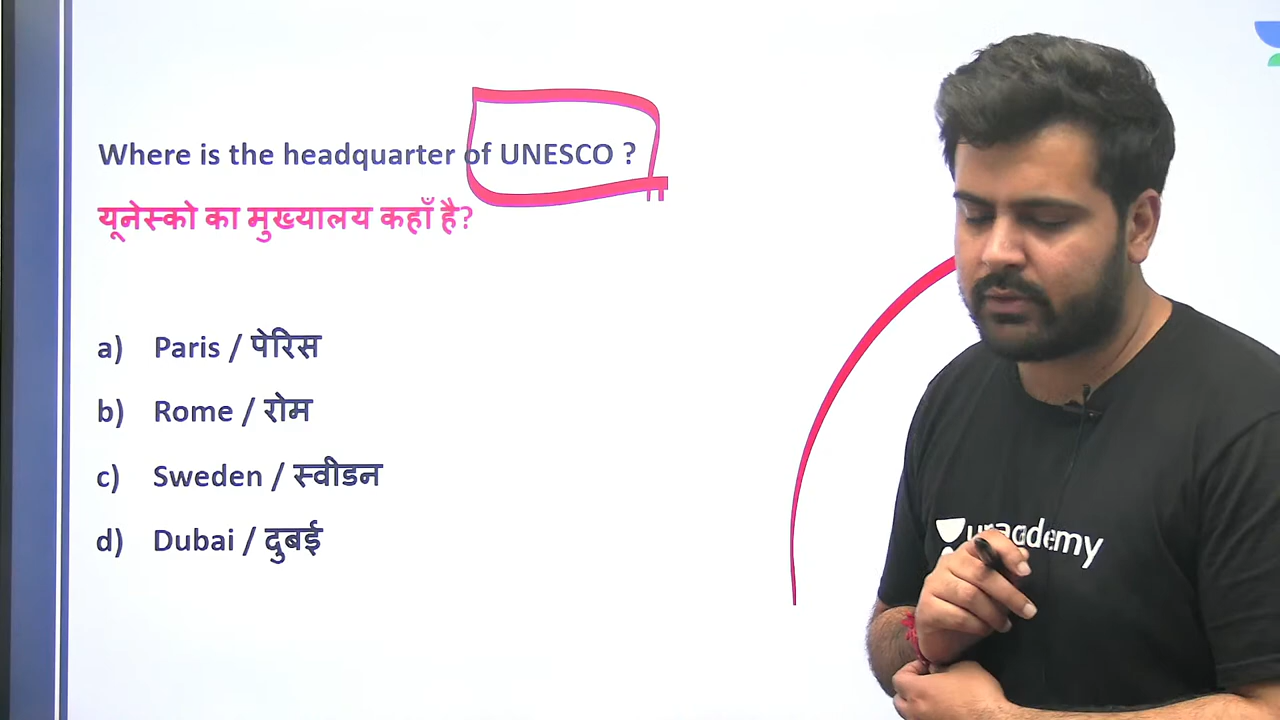 Where is the headquarter of UNESCO ?
यूनेस्को का मुख्यालय कहाँ है?
a) Paris / पेरिस
b) Rome / रोम
c) Sweden / स्वीडन
d) Dubai / दुबई
unacademy